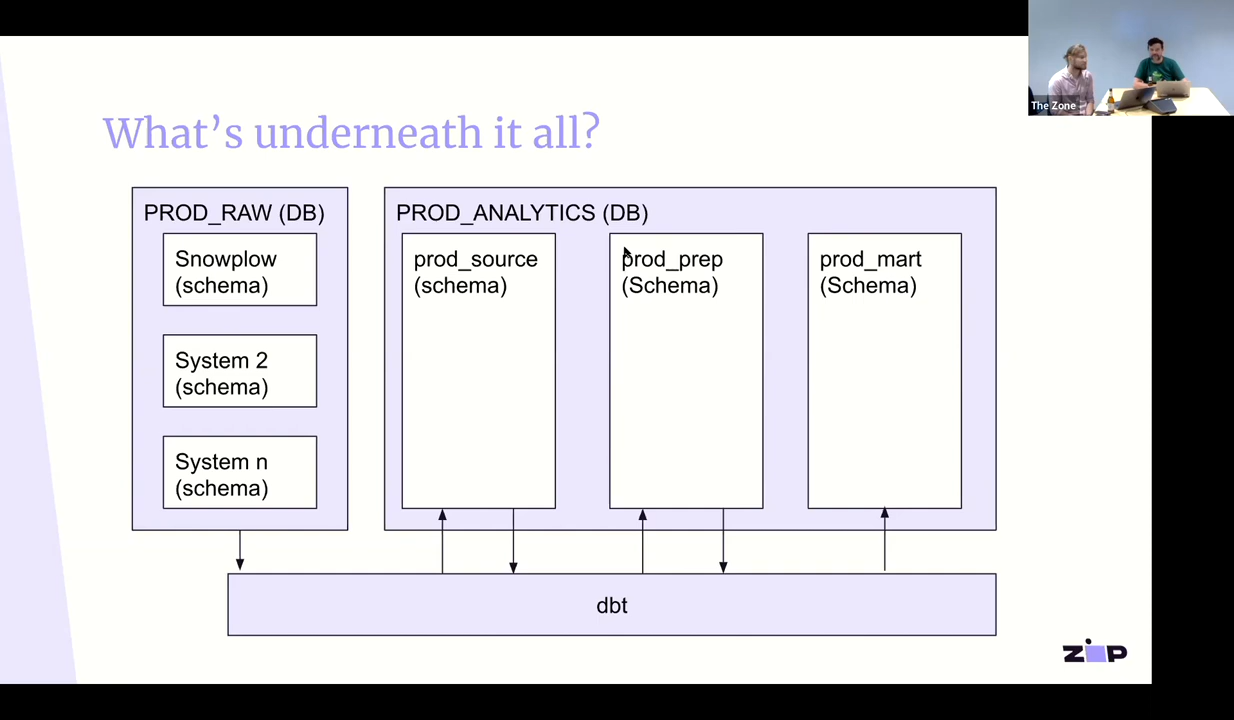 The Zone
What's underneath it all?
PROD_RAW (DB)
Snowplow
(schema)
System 2
(schema)
System n
(schema)
PROD_ANALYTICS (DB)
prod_source
(schema)
prod_prep
(Schema)
prod_mart
(Schema)
dbt
ZIP